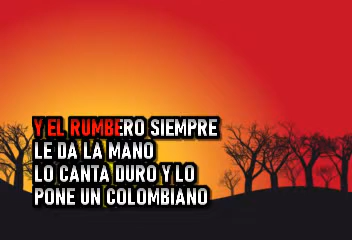 Y EL RUMBERO SIEMPRE
LE DA LA MANO
LO CANTA DURO Y LO
PONE UN COLOMBIANO